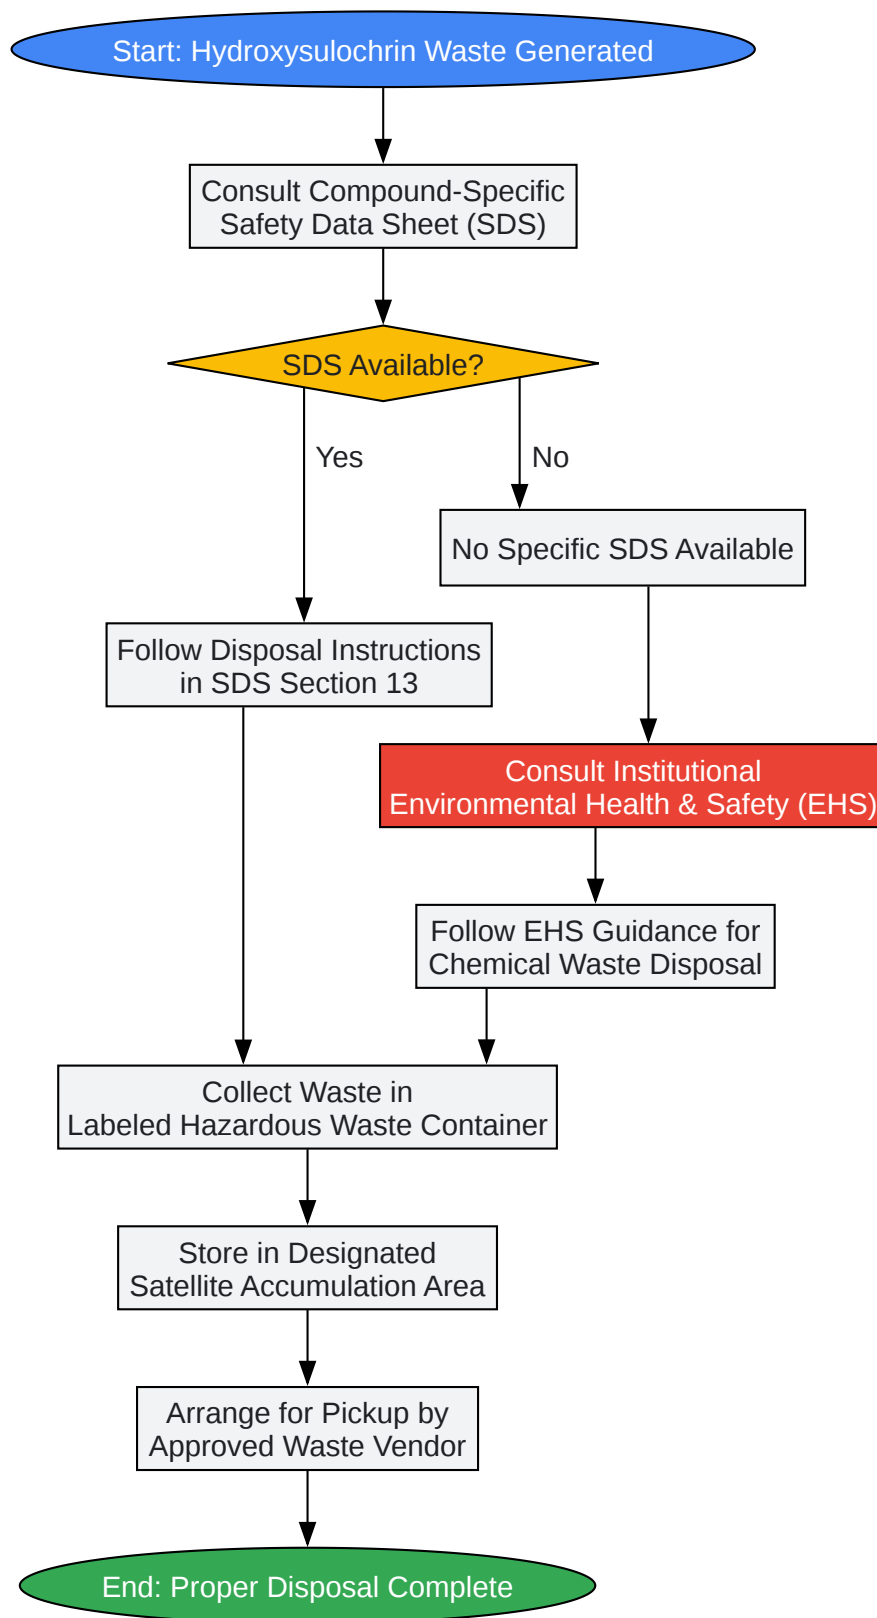 Start: Hydroxysulochrin Waste Generated
Consult Compound-Specific
Safety Data Sheet (SDS)
SDS Available?
Yes
No
No Specific SDS Available
Follow Disposal Instructions
in SDS Section 13
Consult Institutional
Environmental Health & Safety (EHS)
Follow EHS Guidance for
Chemical Waste Disposal
Collect Waste in
Labeled Hazardous Waste Container
Store in Designated
Satellite Accumulation Area
Arrange for Pickup by
Approved Waste Vendor
End: Proper Disposal Complete